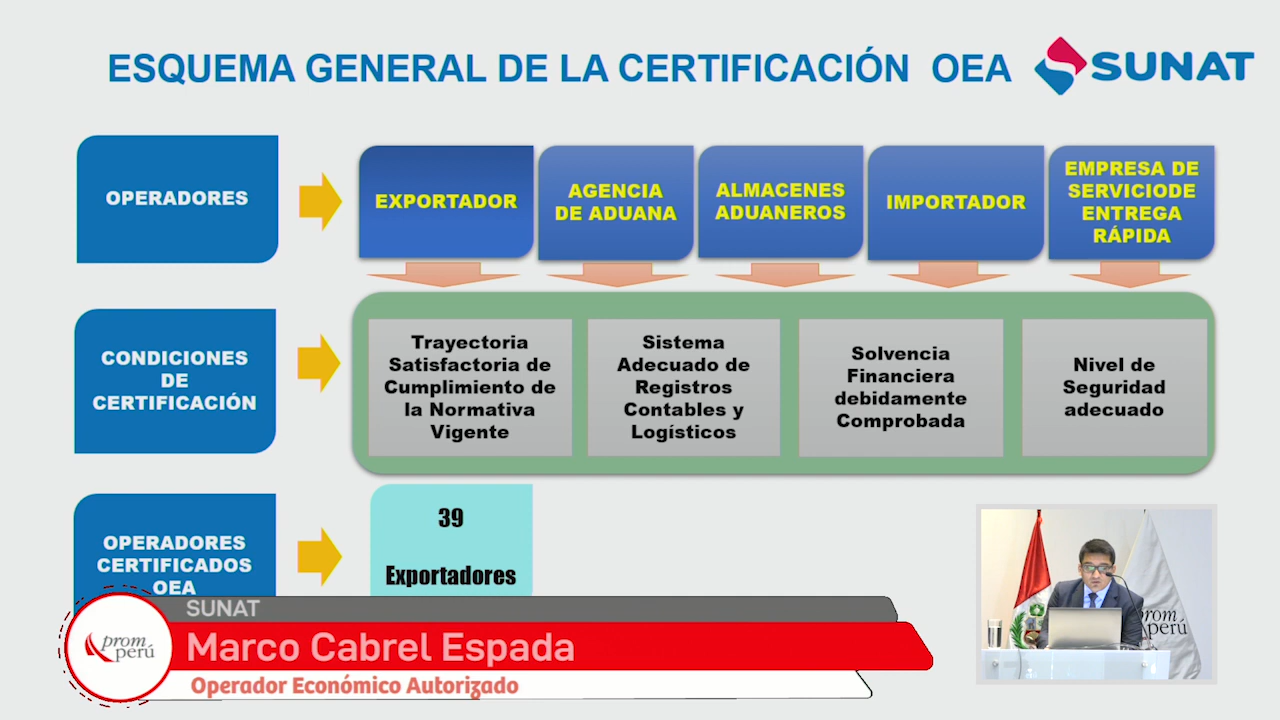 ESQUEMA GENERAL DE LA CERTIFICACIÓN OEA
SUNAT
OPERADORES
EXPORTADOR
AGENCIA
DE ADUANA
ALMACENES
ADUANEROS
IMPORTADOR
EMPRESA DE
SERVICIODE
ENTREGA
RÁPIDA
CONDICIONES
DE
CERTIFICACIÓN
Trayectoria
Satisfactoria de
Cumplimiento de
la Normativa
Vigente
Sistema
Adecuado de
Registros
Contables y
Logísticos
Solvencia
Financiera
debidamente
Comprobada
Nivel de
Seguridad
adecuado
OPERADORES
CERTIFICADOS
OEA
39
Exportadores
prom
perú
SUNAT
prom
perú
Marco Cabrel Espada
Operador Económico Autorizado